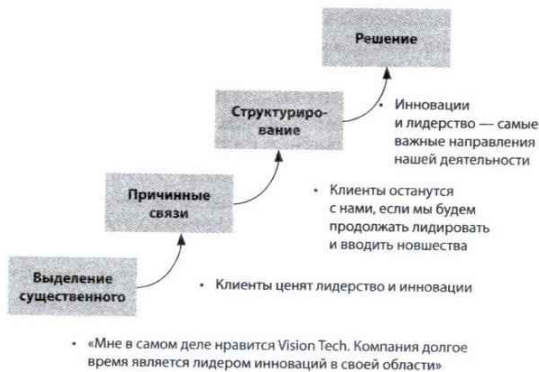 Решение
Структуриро-
вание
• Инновации
и лидерство — самые
важные направления
нашей деятельности
Причинные
связи
• Клиенты останутся
с нами, если мы будем
продолжать лидировать
и вводить новшества
Выделение
существенного
• Клиенты ценят лидерство и инновации
• «Мне в самом деле нравится Vision Tech. Компания долгое
время является лидером инноваций в своей области»